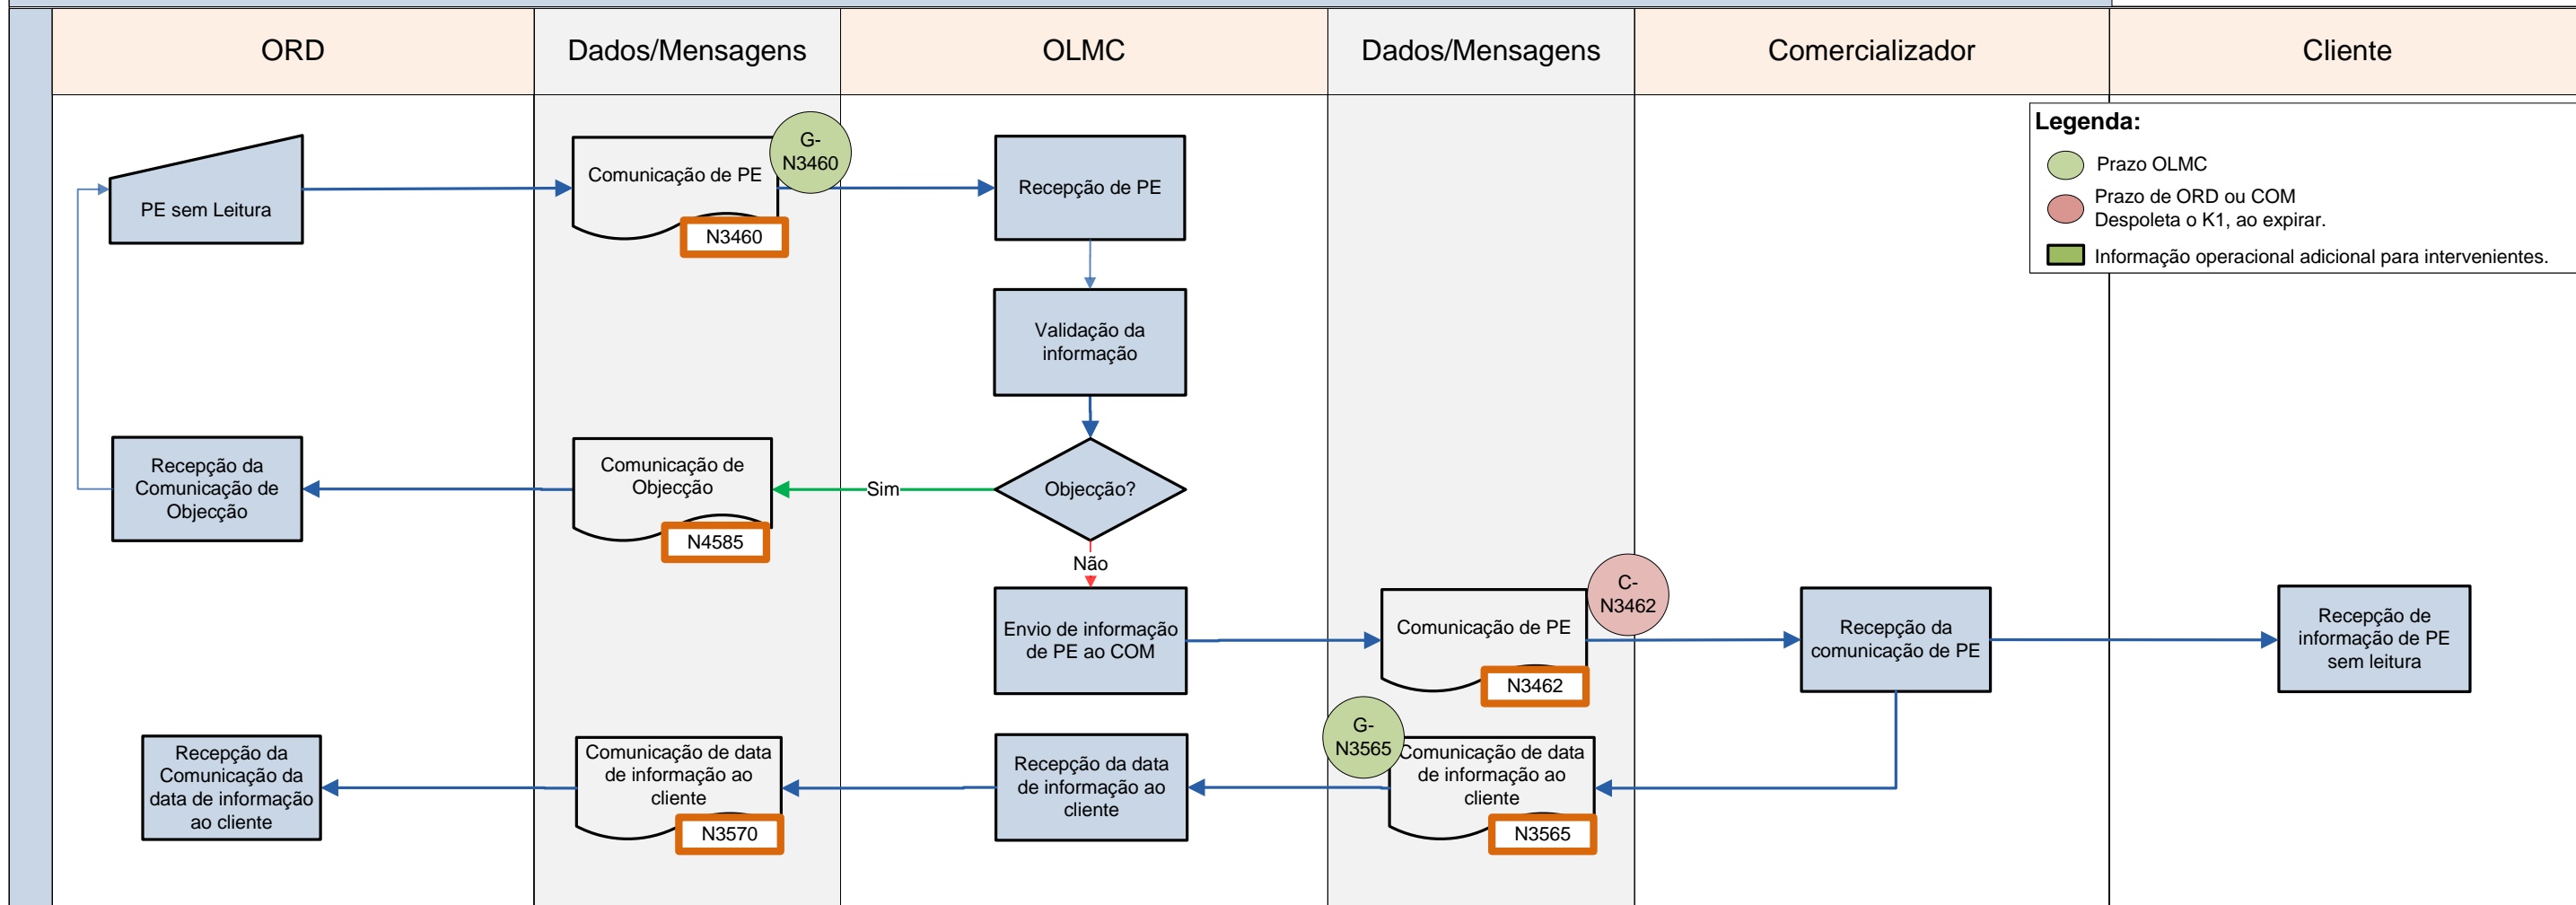 ORD
Dados/Mensagens
OLMC
Dados/Mensagens
Comercializador
Cliente
Legenda:
Prazo OLMC
Prazo de ORD ou COM
Despoleta o K1, ao expirar.
Informação operacional adicional para intervenientes.
PE sem Leitura
Comunicação de PE
G-
N3460
N3460
Recepção de PE
Validação da
informação
Recepção da
Comunicação de
Objecção
Comunicação de
Objecção
N4585
Sim
Objecção?
Não
Envio de informação
de PE ao COM
Comunicação de PE
C-
N3462
N3462
Recepção da
comunicação de PE
Recepção de
informação de PE
sem leitura
Recepção da
Comunicação da
data de informação
ao cliente
Comunicação de data
de informação ao
cliente
N3570
Recepção da data
de informação ao
cliente
G-
N3565
Comunicação de data
de informação ao
cliente
N3565